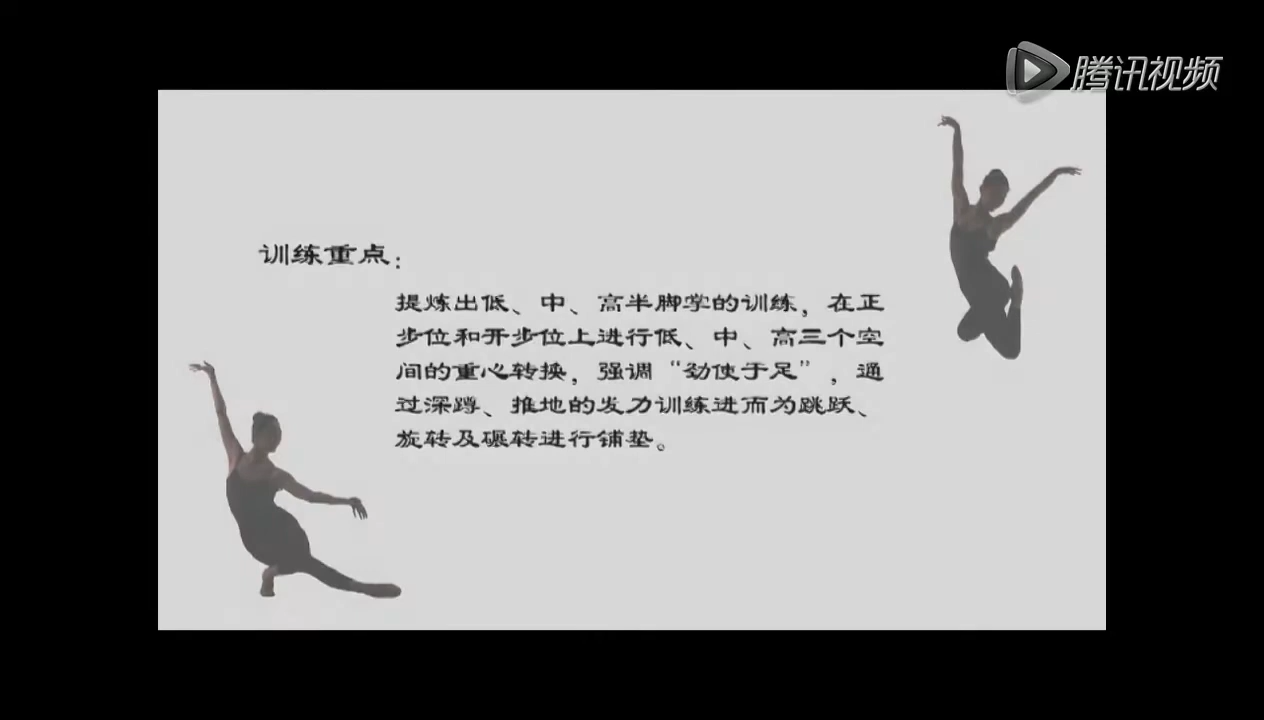 腾讯视频
训练重点：
提炼出低、中、高半脚掌的训练，在正
步位和开步位上进行低、中、高三个空
间的重心转换，强调“劲使于足”，通
过深蹲、推地的发力训练进而为跳跃、
旋转及碾转进行铺垫。